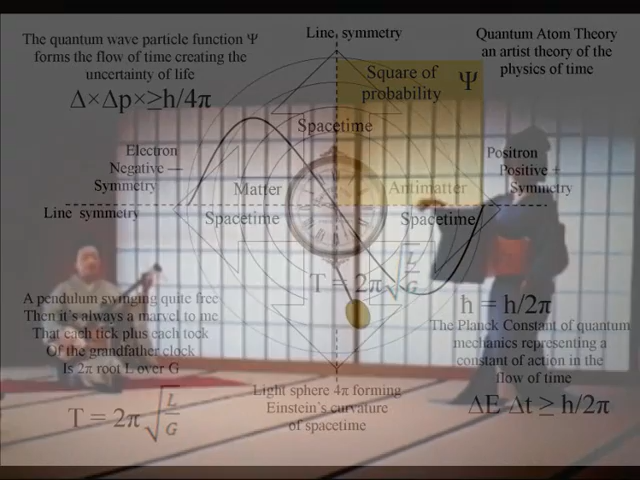 The quantum wave particle function Ψ
forms the flow of time creating the
uncertainty of life
Δ×Δp×≥h/4π
Line, symmetry
Quantum Atom Theory
an artist theory of the
physics of time
Square of
probability
Ψ
Spacetime
Electron
Negative —
Symmetry
Positron
Positive +
Symmetry
Matter
Antimatter
Line symmetry
Spacetime
Spacetime
T = 2π√L/G
A pendulum swinging quite free
Then it's always a marvel to me
That each tick plus each tock
Of the grandfather clock
Is 2π root L over G
T = 2π√L/G
ħ = h/2π
The Planck Constant of quantum
mechanics representing a
constant of action in the
flow of time
ΔE Δt ≥ h/2π
Light sphere 4π forming
Einstein's curvature
of spacetime